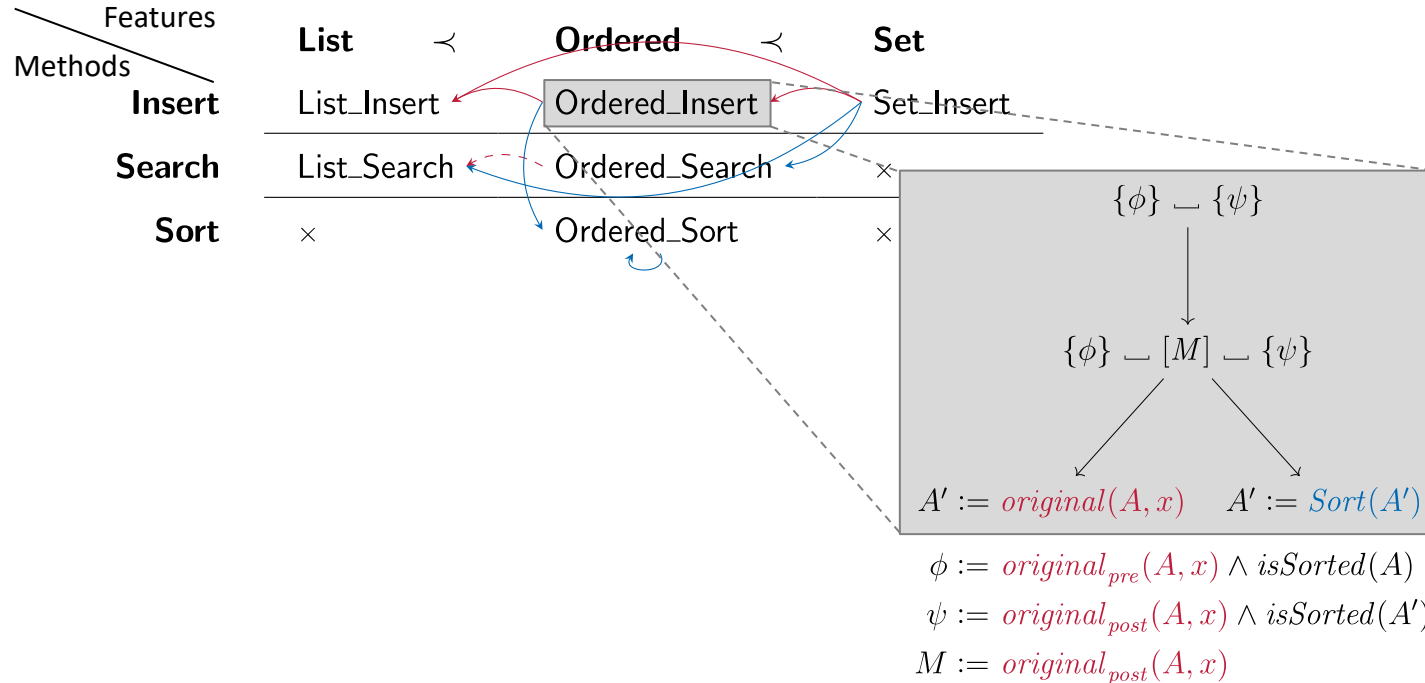 Features
Methods
List ≺ Ordered ≺ Set
Insert List_Insert Ordered_Insert Set_Insert
Search List_Search Ordered_Search ×
Sort × Ordered_Sort ×
{ϕ} ⎵ {ψ}
{ϕ} ⎵ [M] ⎵ {ψ}
A′ := original(A, x) A′ := Sort(A′)
ϕ := original_pre(A, x) ∧ isSorted(A)
ψ := original_post(A, x) ∧ isSorted(A′)
M := original_post(A, x)